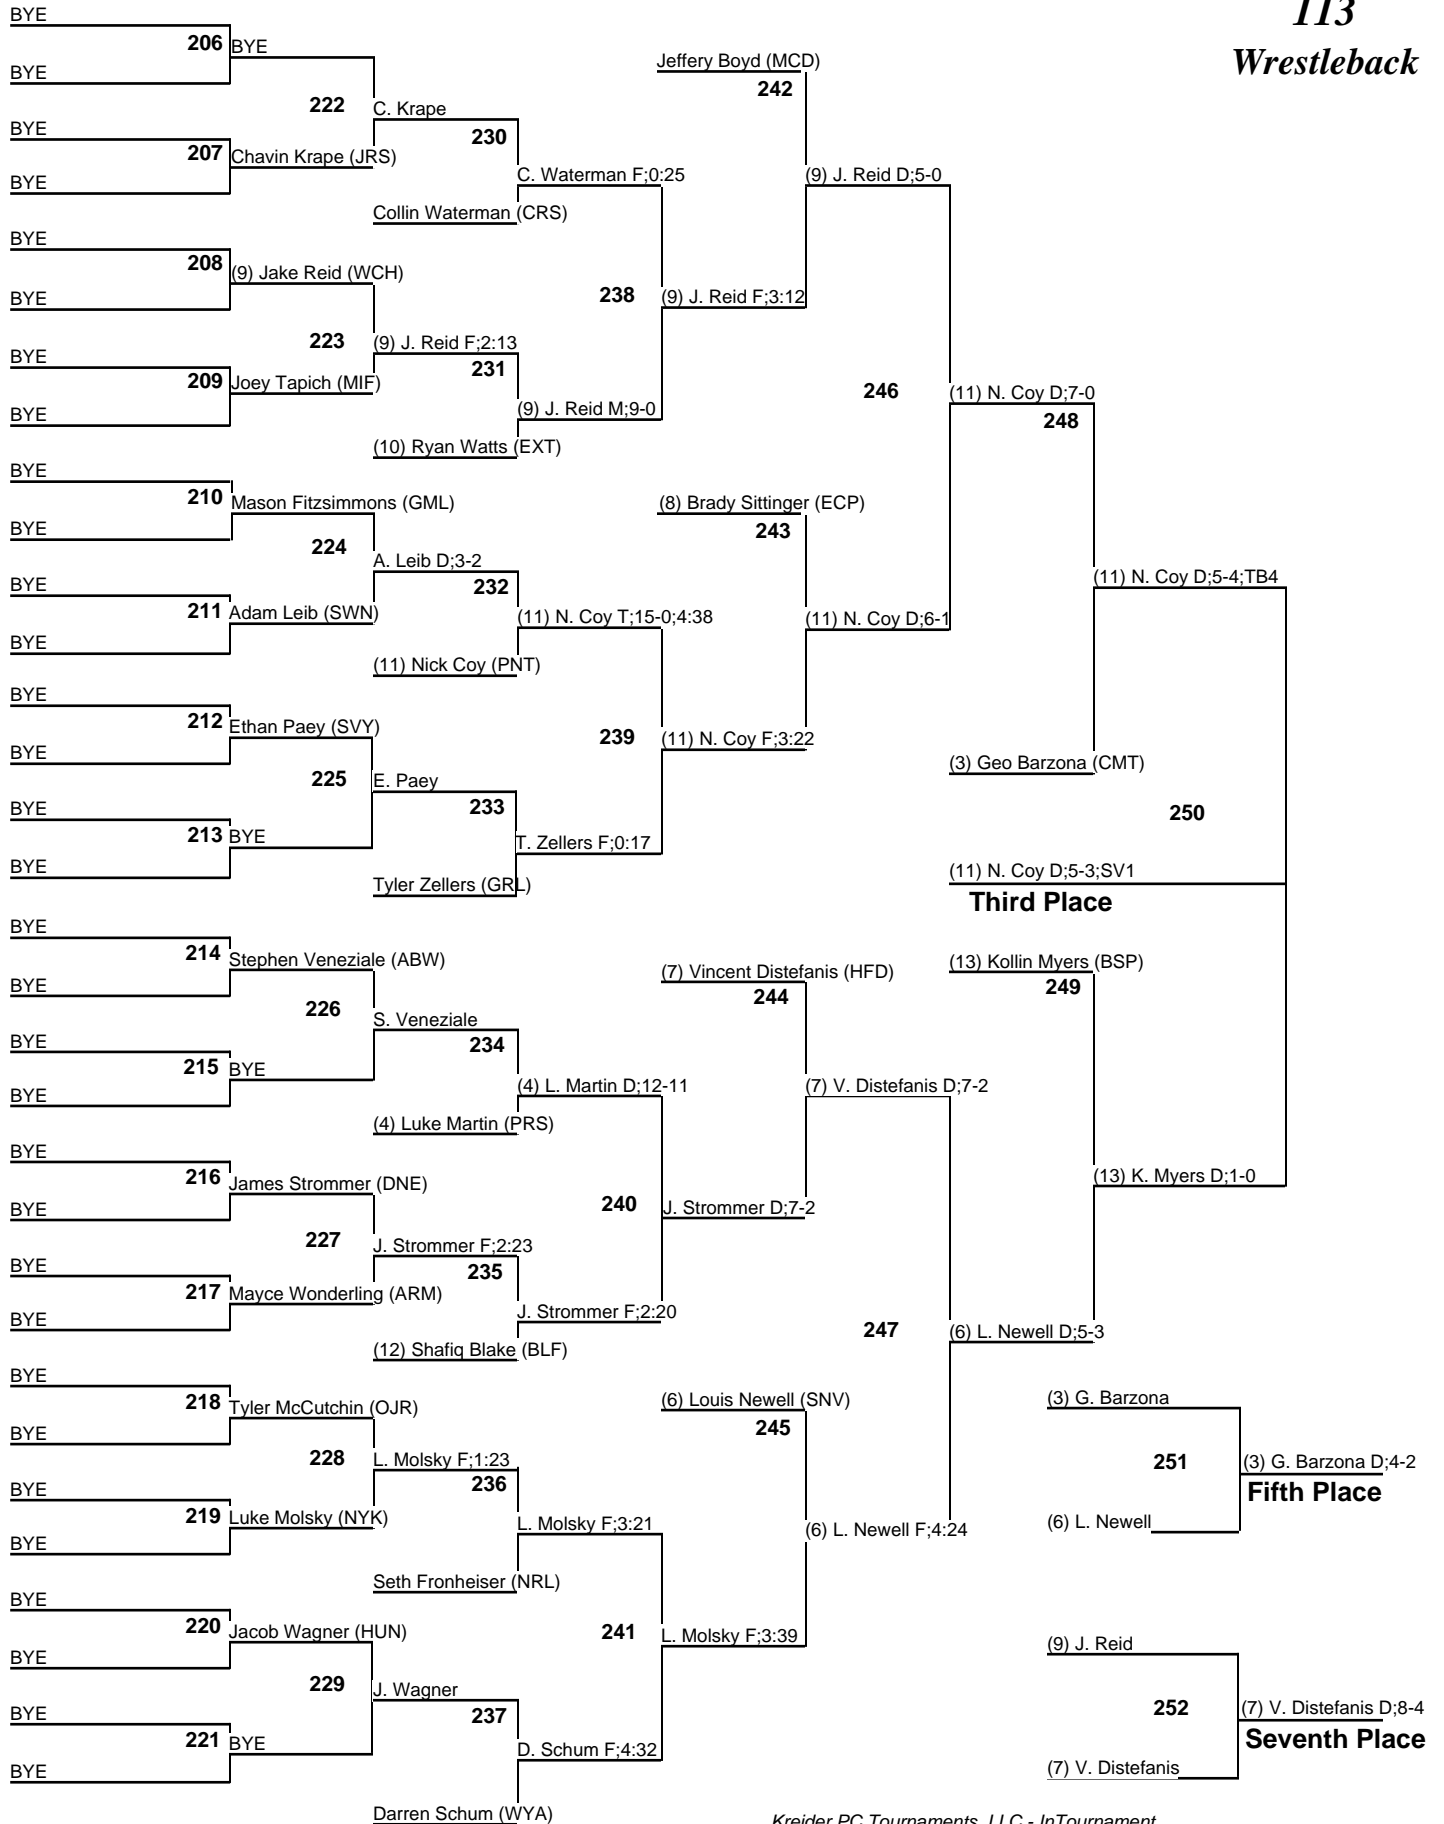 113
Wrestleback
BYE
206 BYE
BYE
222 C. Krape
BYE
207 Chavin Krape (JRS)
BYE
230
C. Waterman F;0:25
Collin Waterman (CRS)
BYE
208 (9) Jake Reid (WCH)
BYE
223 (9) J. Reid F;2:13
BYE
209 Joey Tapich (MIF)
BYE
231
(9) J. Reid M;9-0
(10) Ryan Watts (EXT)
238 (9) J. Reid F;3:12
Jeffery Boyd (MCD)
242
(9) J. Reid D;5-0
BYE
210 Mason Fitzsimmons (GML)
BYE
224 A. Leib D;3-2
BYE
211 Adam Leib (SWN)
BYE
232
(11) N. Coy T;15-0;4:38
(11) Nick Coy (PNT)
BYE
212 Ethan Paey (SVY)
BYE
225 E. Paey
BYE
213 BYE
BYE
233
T. Zellers F;0:17
Tyler Zellers (GRL)
239 (11) N. Coy F;3:22
(8) Brady Sittinger (ECP)
243
(11) N. Coy D;6-1
246 (11) N. Coy D;7-0
248
(11) N. Coy D;5-4;TB4
(3) Geo Barzona (CMT)
250
(11) N. Coy D;5-3;SV1
Third Place
BYE
214 Stephen Veneziale (ABW)
BYE
226 S. Veneziale
BYE
215 BYE
BYE
234
(4) L. Martin D;12-11
(4) Luke Martin (PRS)
BYE
216 James Strommer (DNE)
BYE
227 J. Strommer F;2:23
BYE
217 Mayce Wonderling (ARM)
BYE
235
J. Strommer F;2:20
(12) Shafiq Blake (BLF)
240 J. Strommer D;7-2
(7) Vincent Distefanis (HFD)
244
(7) V. Distefanis D;7-2
(13) Kollin Myers (BSP)
249
(13) K. Myers D;1-0
247 (6) L. Newell D;5-3
BYE
218 Tyler McCutchin (OJR)
BYE
228 L. Molsky F;1:23
BYE
219 Luke Molsky (NYK)
BYE
236
L. Molsky F;3:21
Seth Fronheiser (NRL)
BYE
220 Jacob Wagner (HUN)
BYE
229 J. Wagner
BYE
221 BYE
BYE
237
D. Schum F;4:32
Darren Schum (WYA)
241 L. Molsky F;3:39
(6) Louis Newell (SNV)
245
(6) L. Newell F;4:24
(3) G. Barzona
251 (3) G. Barzona D;4-2
Fifth Place
(6) L. Newell
(9) J. Reid
252 (7) V. Distefanis D;8-4
Seventh Place
(7) V. Distefanis
Kreider PC Tournaments, LLC - InTournament